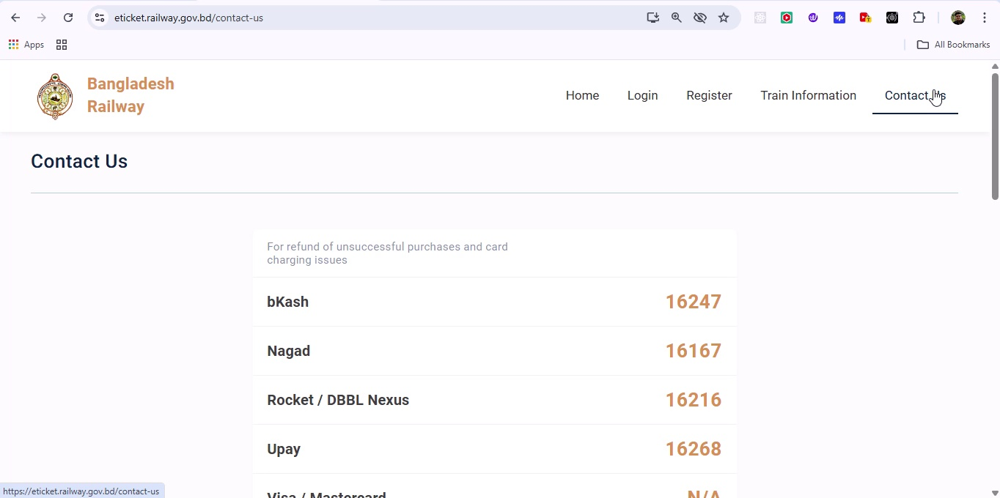 eticket.railway.gov.bd/contact-us
Apps
All Bookmarks
Bangladesh
Railway
Home Login Register Train Information Contact Us
Contact Us
For refund of unsuccessful purchases and card
charging issues
bKash 16247
Nagad 16167
Rocket / DBBL Nexus 16216
Upay 16268
Visa / Mastercard N/A
https://eticket.railway.gov.bd/contact-us